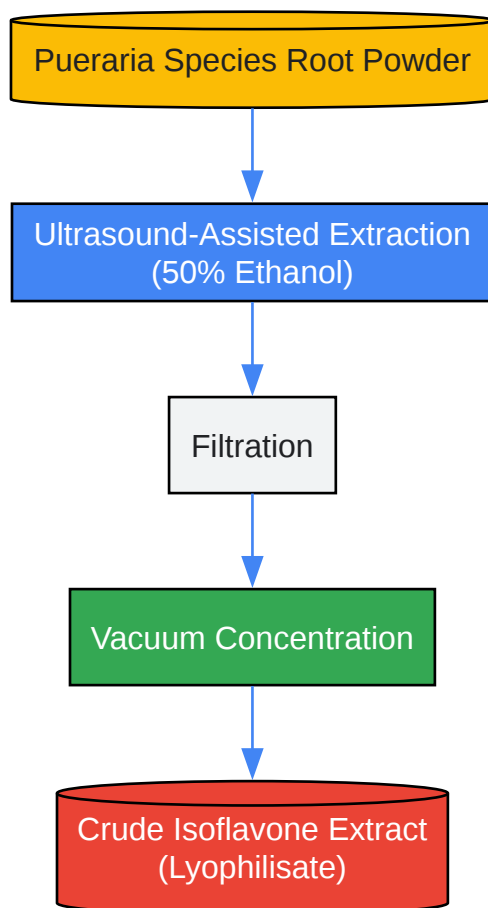 Pueraria Species Root Powder
Ultrasound-Assisted Extraction
(50% Ethanol)
Filtration
Vacuum Concentration
Crude Isoflavone Extract
(Lyophilisate)